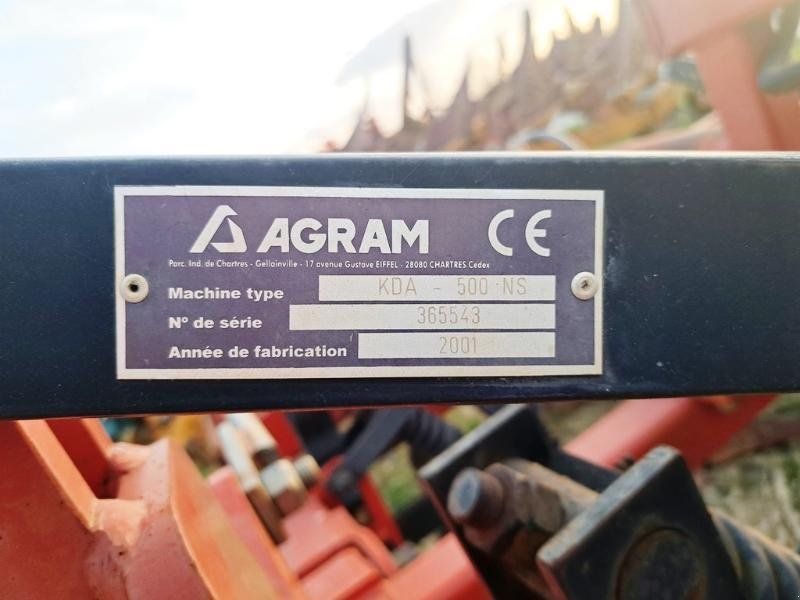 AGRAM CE
Parc. Ind. de Chartres - Gellainville - 17 avenue Gustave EIFFEL - 28080 CHARTRES Cedex
Machine type KDA - 500 NS
N° de série 365543
Année de fabrication 2001